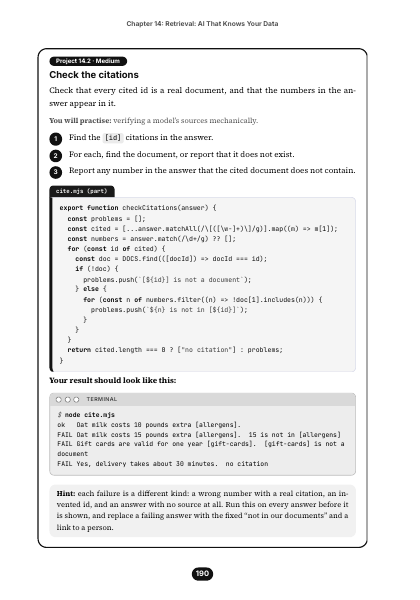 Chapter 14: Retrieval: AI That Knows Your Data
Project 14.2 · Medium
Check the citations
Check that every cited id is a real document, and that the numbers in the an-
swer appear in it.
You will practise: verifying a model's sources mechanically.
1 Find the [id] citations in the answer.
2 For each, find the document, or report that it does not exist.
3 Report any number in the answer that the cited document does not contain.
cite.mjs (part)
export function checkCitations(answer) {
  const problems = [];
  const cited = [...answer.matchAll(/\[([\w-]+)\]/g)].map((m) => m[1]);
  const numbers = answer.match(/\d+/g) ?? [];
  for (const id of cited) {
    const doc = DOCS.find(([docId]) => docId === id);
    if (!doc) {
      problems.push(`[${id}] is not a document`);
    } else {
      for (const n of numbers.filter((n) => !doc[1].includes(n))) {
        problems.push(`${n} is not in [${id}]`);
      }
    }
  }
  return cited.length === 0 ? ["no citation"] : problems;
}
Your result should look like this:
TERMINAL
$ node cite.mjs
ok   Oat milk costs 10 pounds extra [allergens].
FAIL Oat milk costs 15 pounds extra [allergens].  15 is not in [allergens]
FAIL Gift cards are valid for one year [gift-cards].  [gift-cards] is not a
document
FAIL Yes, delivery takes about 30 minutes.  no citation
Hint: each failure is a different kind: a wrong number with a real citation, an in-
vented id, and an answer with no source at all. Run this on every answer before it
is shown, and replace a failing answer with the fixed “not in our documents” and a
link to a person.
190